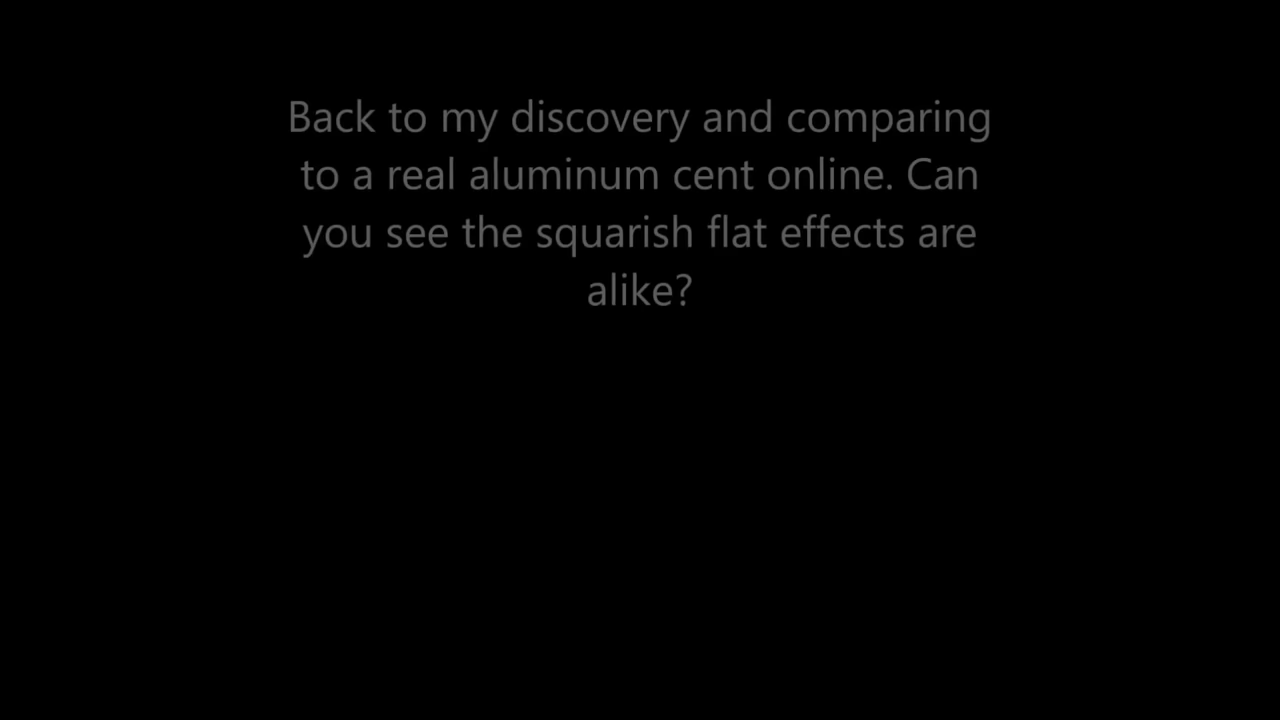 Back to my discovery and comparing
to a real aluminum cent online. Can
you see the squarish flat effects are
alike?